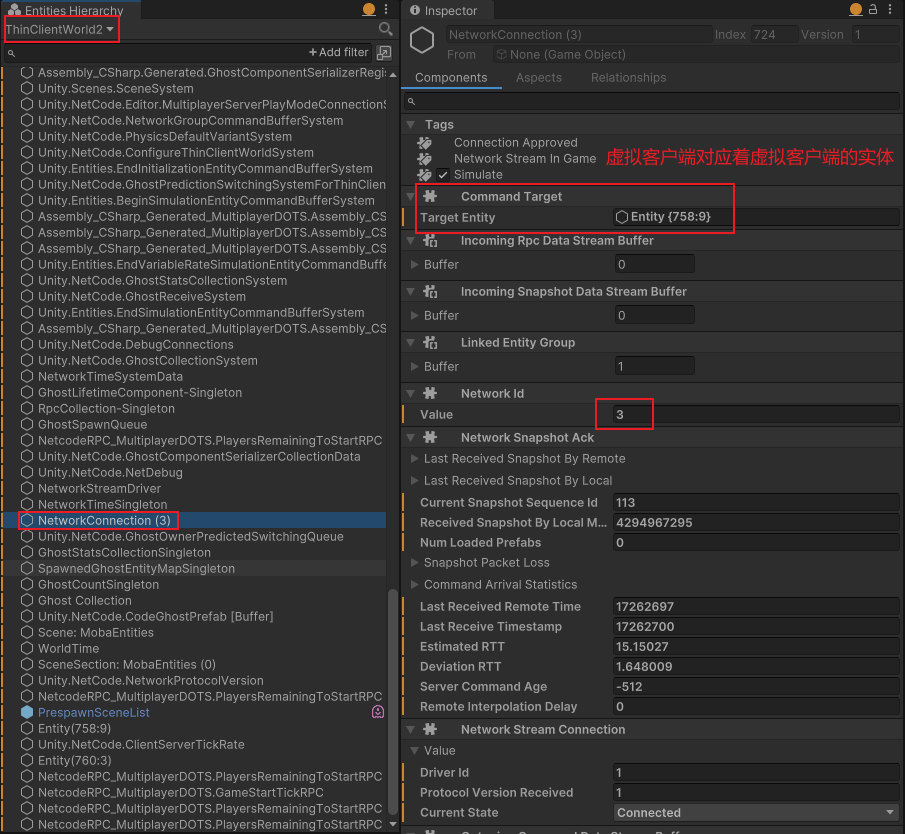 Entities Hierarchy
ThinClientWorld2
Add filter
Assembly_CSharp.Generated.GhostComponentSerializerRegi
Unity.Scenes.SceneSystem
Unity.NetCode.Editor.MultiplayerServerPlayModeConnectionS
Unity.NetCode.NetworkGroupCommandBufferSystem
Unity.NetCode.PhysicsDefaultVariantSystem
Unity.NetCode.ConfigureThinClientWorldSystem
Unity.Entities.EndInitializationEntityCommandBufferSystem
Unity.NetCode.GhostPredictionSwitchingSystemForThinClien
Unity.Entities.BeginSimulationEntityCommandBufferSystem
Assembly_CSharp_Generated_MultiplayerDOTS.Assembly_CS
Assembly_CSharp_Generated_MultiplayerDOTS.Assembly_CS
Assembly_CSharp_Generated_MultiplayerDOTS.Assembly_CS
Unity.Entities.EndVariableRateSimulationEntityCommandBuffe
Unity.NetCode.GhostStatsCollectionSystem
Unity.NetCode.GhostReceiveSystem
Unity.Entities.EndSimulationEntityCommandBufferSystem
Assembly_CSharp_Generated_MultiplayerDOTS.Assembly_CS
Unity.NetCode.DebugConnections
Unity.NetCode.GhostCollectionSystem
NetworkTimeSystemData
GhostLifetimeComponent-Singleton
RpcCollection-Singleton
GhostSpawnQueue
NetcodeRPC_MultiplayerDOTS.PlayersRemainingToStartRPC
Unity.NetCode.GhostComponentSerializerCollectionData
Unity.NetCode.NetDebug
NetworkStreamDriver
NetworkTimeSingleton
NetworkConnection (3)
Unity.NetCode.GhostOwnerPredictedSwitchingQueue
GhostStatsCollectionSingleton
SpawnedGhostEntityMapSingleton
GhostCountSingleton
Ghost Collection
Unity.NetCode.CodeGhostPrefab [Buffer]
Scene: MobaEntities
WorldTime
SceneSection: MobaEntities (0)
Unity.NetCode.NetworkProtocolVersion
NetcodeRPC_MultiplayerDOTS.PlayersRemainingToStartRPC
PrespawnSceneList
Entity(758:9)
Unity.NetCode.ClientServerTickRate
Entity(760:3)
NetcodeRPC_MultiplayerDOTS.PlayersRemainingToStartRPC
NetcodeRPC_MultiplayerDOTS.GameStartTickRPC
NetcodeRPC_MultiplayerDOTS.PlayersRemainingToStartRPC
NetcodeRPC_MultiplayerDOTS.PlayersRemainingToStartRPC
Inspector
NetworkConnection (3) Index 724 Version 1
From None (Game Object)
Components Aspects Relationships
Tags
Connection Approved
Network Stream In Game
虚拟客户端对应着虚拟客户端的实体
Simulate
Command Target
Target Entity Entity {758:9}
Incoming Rpc Data Stream Buffer
Buffer 0
Incoming Snapshot Data Stream Buffer
Buffer 0
Linked Entity Group
Buffer 1
Network Id
Value 3
Network Snapshot Ack
Last Received Snapshot By Remote
Last Received Snapshot By Local
Current Snapshot Sequence Id 113
Received Snapshot By Local M... 4294967295
Num Loaded Prefabs 0
Snapshot Packet Loss
Command Arrival Statistics
Last Received Remote Time 17262697
Last Receive Timestamp 17262700
Estimated RTT 15.15027
Deviation RTT 1.648009
Server Command Age -512
Remote Interpolation Delay 0
Network Stream Connection
Value
Driver Id 1
Protocol Version Received 1
Current State Connected